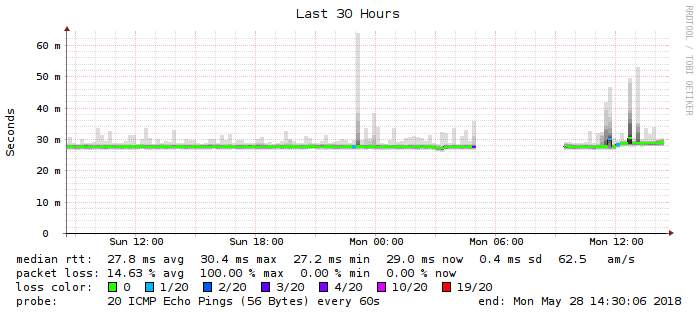 Last 30 Hours
RRDTOOL / TOBI OETIKER
Seconds
60 m
50 m
40 m
30 m
20 m
10 m
0
Sun 12:00 Sun 18:00 Mon 00:00 Mon 06:00 Mon 12:00
median rtt: 27.8 ms avg 30.4 ms max 27.2 ms min 29.0 ms now 0.4 ms sd 62.5 am/s
packet loss: 14.63 % avg 100.00 % max 0.00 % min 0.00 % now
loss color: 0 1/20 2/20 3/20 4/20 10/20 19/20
probe: 20 ICMP Echo Pings (56 Bytes) every 60s end: Mon May 28 14:30:06 2018